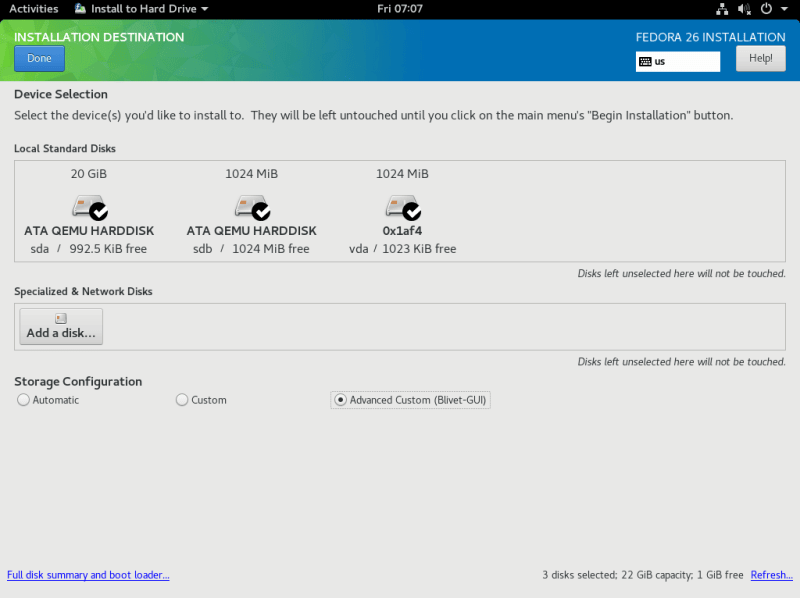 Activities Install to Hard Drive Fri 07:07
INSTALLATION DESTINATION FEDORA 26 INSTALLATION
Done us Help!
Device Selection
Select the device(s) you'd like to install to. They will be left untouched until you click on the main menu's "Begin Installation" button.
Local Standard Disks
20 GiB 1024 MiB 1024 MiB
ATA QEMU HARDDISK ATA QEMU HARDDISK 0x1af4
sda / 992.5 KiB free sdb / 1024 MiB free vda / 1023 KiB free
Disks left unselected here will not be touched.
Specialized & Network Disks
Add a disk...
Disks left unselected here will not be touched.
Storage Configuration
Automatic Custom Advanced Custom (Blivet-GUI)
Full disk summary and boot loader... 3 disks selected; 22 GiB capacity; 1 GiB free Refresh...